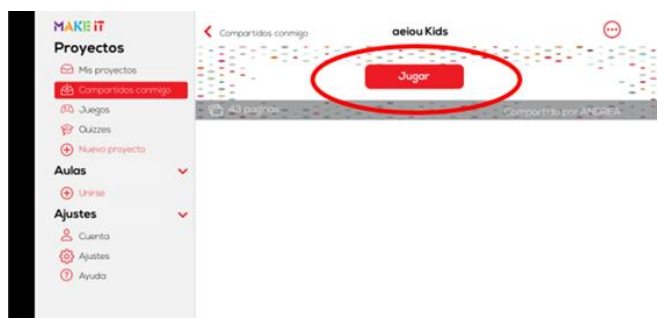 MAKE iT
Proyectos
Mis proyectos
Compartidos conmigo
Juegos
Quizzes
Nuevo proyecto
Aulas
Unirse
Ajustes
Cuenta
Ajustes
Ayuda
Compartidos conmigo
aeiou Kids
Jugar
43 paginas
Compartido por ANDREA